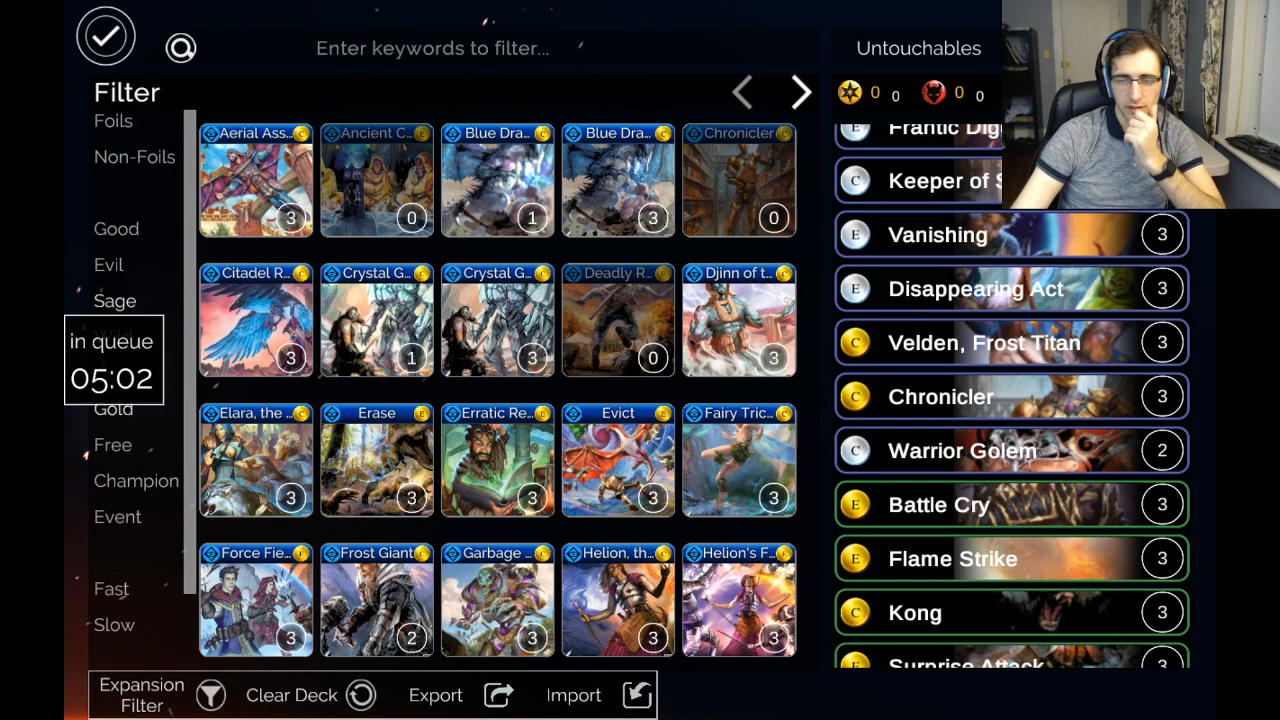 Enter keywords to filter...
Untouchables
0 0 0 0
Filter
Foils
Non-Foils
Good
Evil
Sage
in queue
05:02
Gold
Free
Champion
Event
Fast
Slow
Aerial Ass... C
Ancient C... E
Blue Dra... C
Blue Dra... C
Chronicler C
3 0 1 3 0
Citadel R... C
Crystal G... C
Crystal G... C
Deadly R... C
Djinn of t... C
3 1 3 0 3
Elara, the ... C
Erase E
Erratic Re... E
Evict E
Fairy Tric... C
3 3 3 3 3
Force Fie... E
Frost Giant C
Garbage ... C
Helion, th... C
Helion's F... C
3 2 3 3 3
E Frantic Dig
C Keeper of S
E Vanishing 3
E Disappearing Act 3
C Velden, Frost Titan 3
C Chronicler 3
C Warrior Golem 2
E Battle Cry 3
E Flame Strike 3
C Kong 3
E Surprise Attack 3
Expansion
Filter
Clear Deck
Export
Import